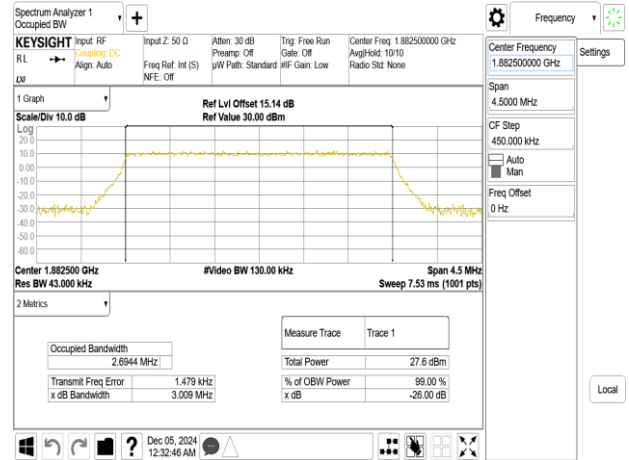 Spectrum Analyzer 1
Occupied BW
+
Frequency
KEYSIGHT Input: RF Input Z: 50 Ω Atten: 30 dB Trig: Free Run Center Freq: 1.882500000 GHz
RL Coupling: DC Preamp: Off Gate: Off Avg|Hold: 10/10
Align: Auto Freq Ref: Int (S) µW Path: Standard #IF Gain: Low Radio Std: None
NFE: Off
LXI
Center Frequency
1.882500000 GHz
Settings
Span
4.5000 MHz
CF Step
450.000 kHz
Auto
Man
Freq Offset
0 Hz
Local
1 Graph
Ref Lvl Offset 15.14 dB
Scale/Div 10.0 dB Ref Value 30.00 dBm
Log
20.0
10.0
0.00
-10.0
-20.0
-30.0
-40.0
-50.0
-60.0
Center 1.882500 GHz #Video BW 130.00 kHz Span 4.5 MHz
Res BW 43.000 kHz Sweep 7.53 ms (1001 pts)
2 Metrics
Measure Trace Trace 1
Occupied Bandwidth
2.6944 MHz
Total Power 27.6 dBm
Transmit Freq Error 1.479 kHz % of OBW Power 99.00 %
x dB Bandwidth 3.009 MHz x dB -26.00 dB
? Dec 05, 2024
12:32:46 AM